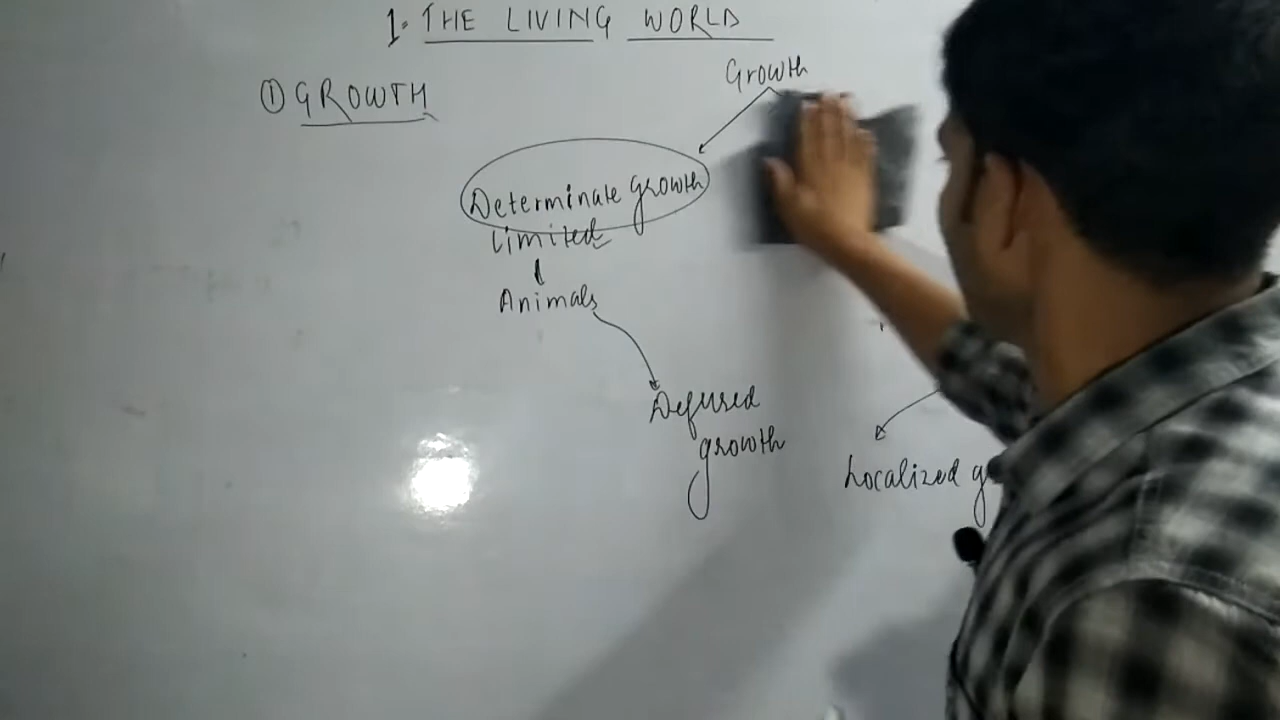 1. THE LIVING WORLD
① GROWTH
Growth
Determinate growth
limited
Animals
Defused
growth
Localized g